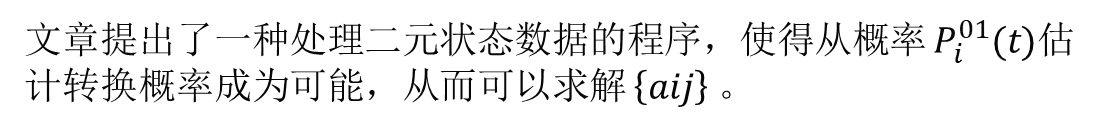 文章提出了一种处理二元状态数据的程序，使得从概率$P_i^{01}(t)$估
计转换概率成为可能，从而可以求解{aij} 。